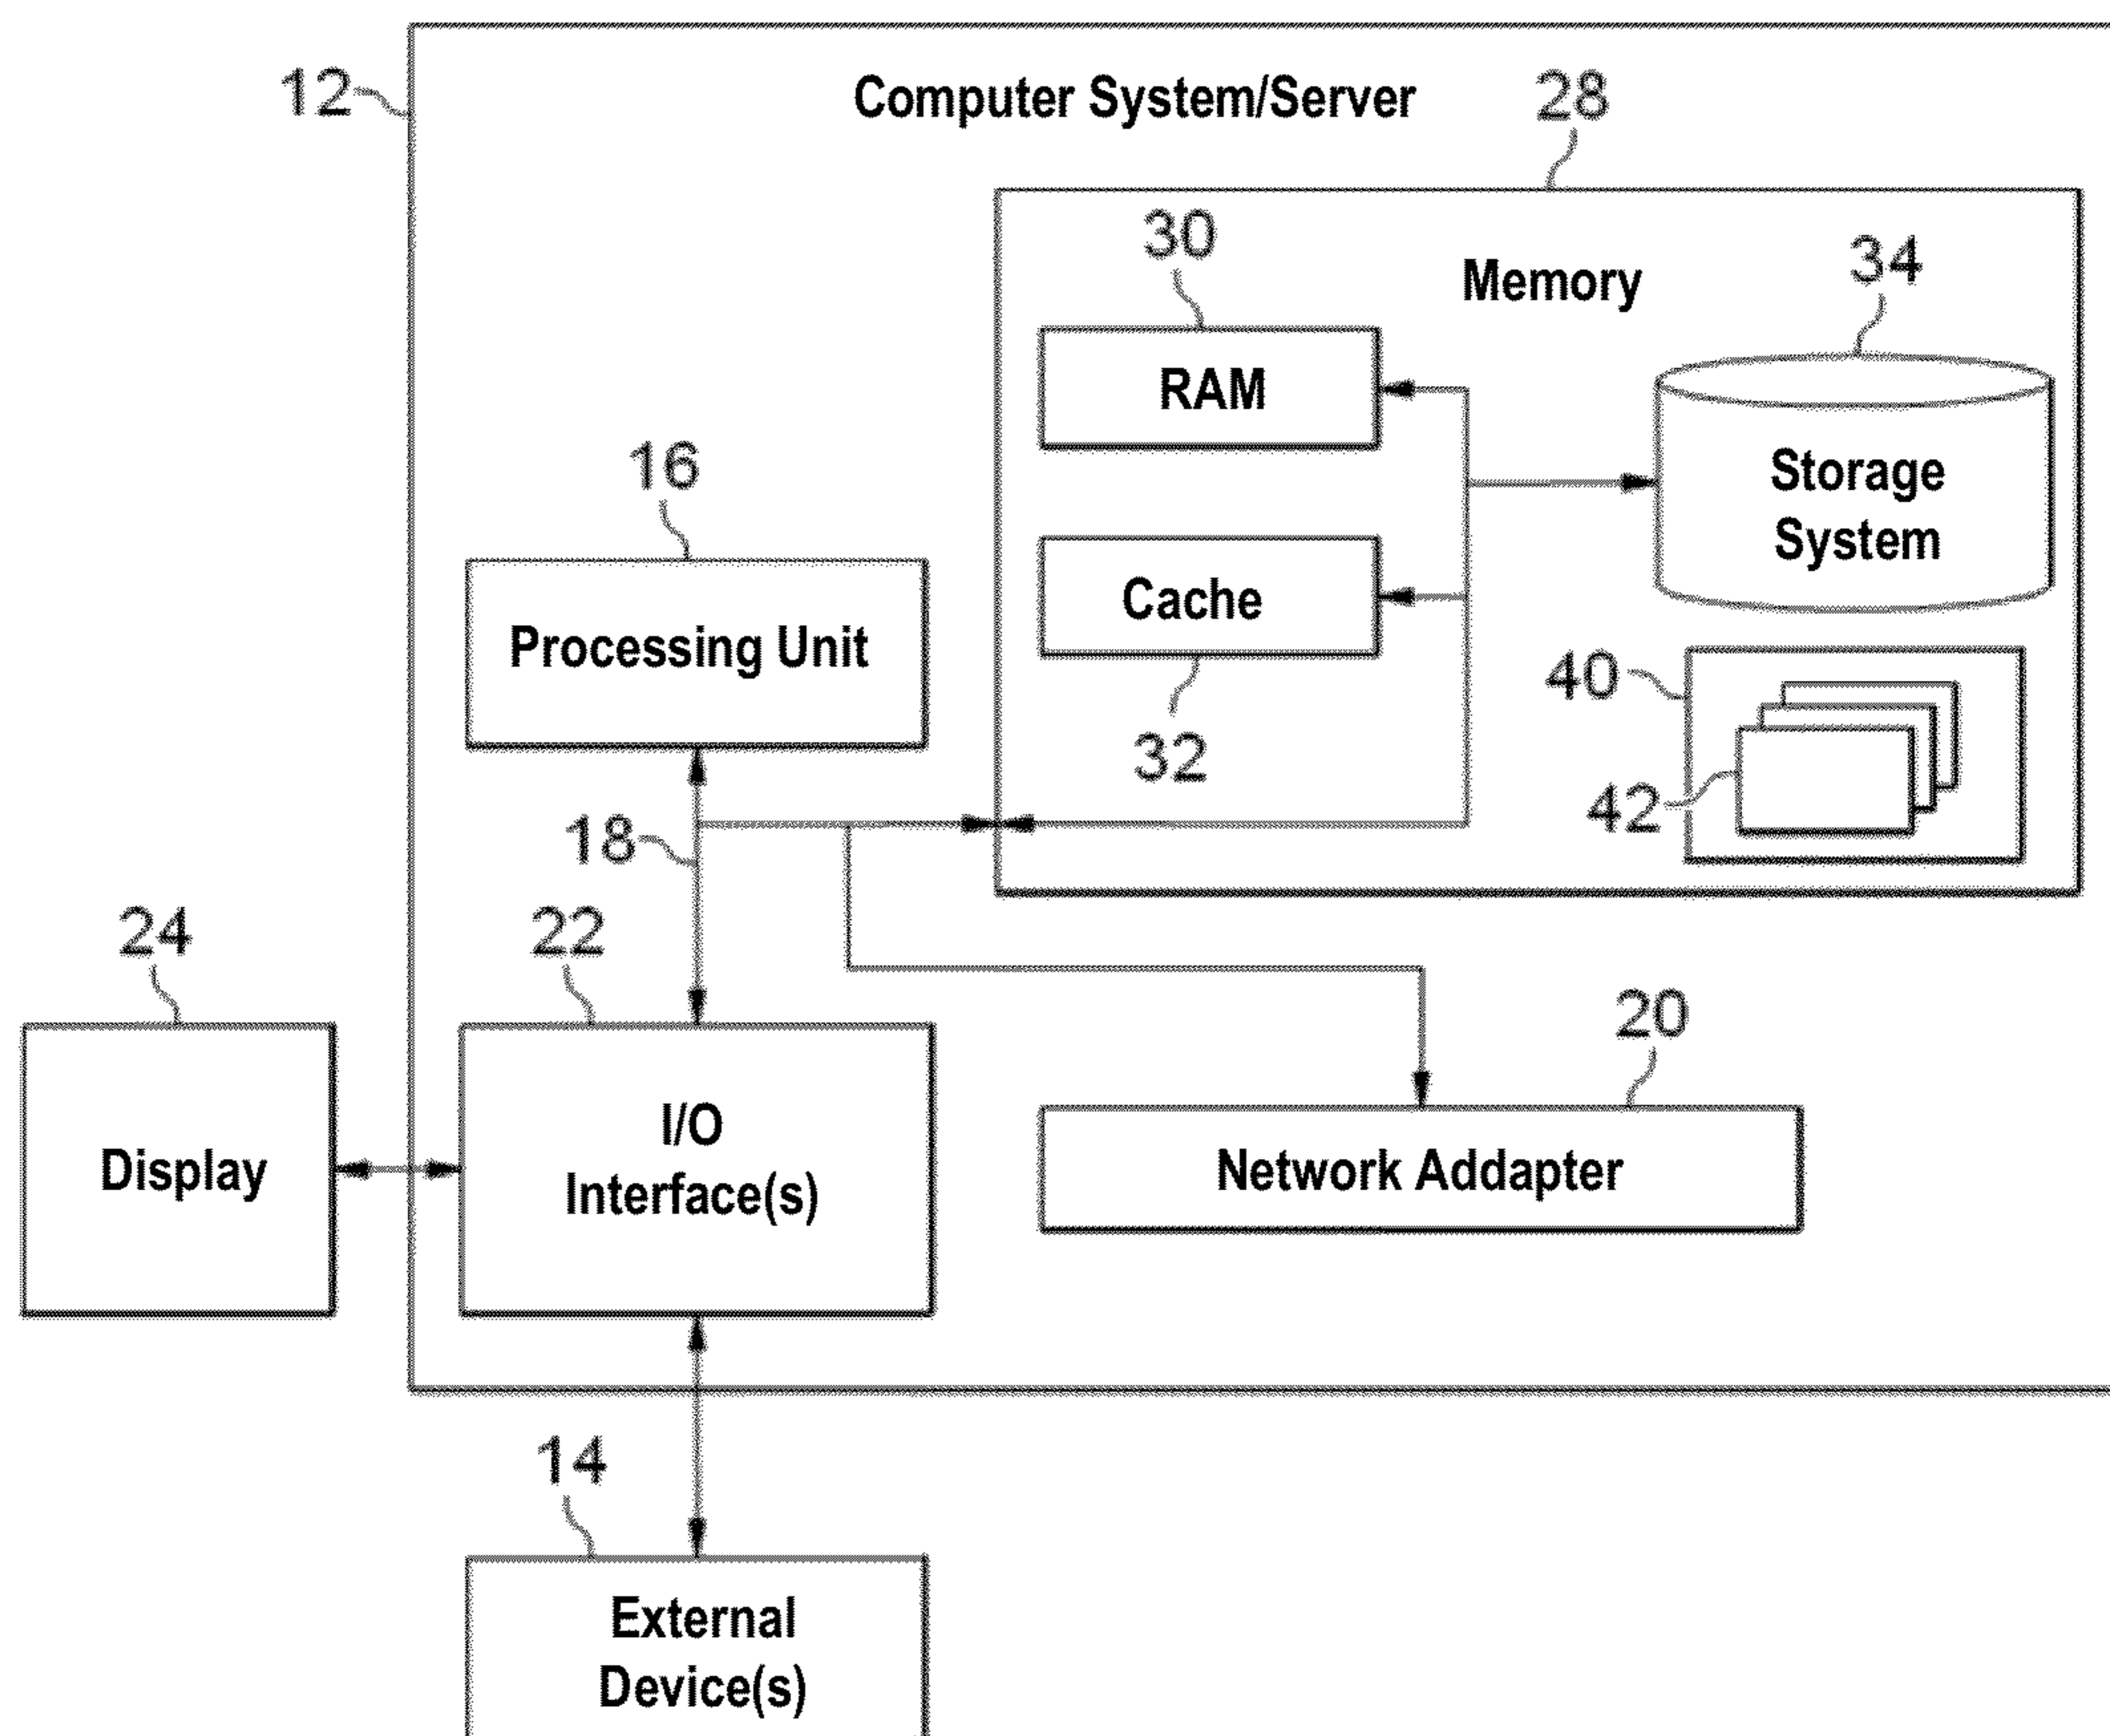 12
Computer System/Server
28
30
Memory
34
RAM
16
Storage
System
Processing Unit
Cache
40
32
42
18
24
22
20
Display
I/O
Interface(s)
Network Addapter
14
External
Device(s)